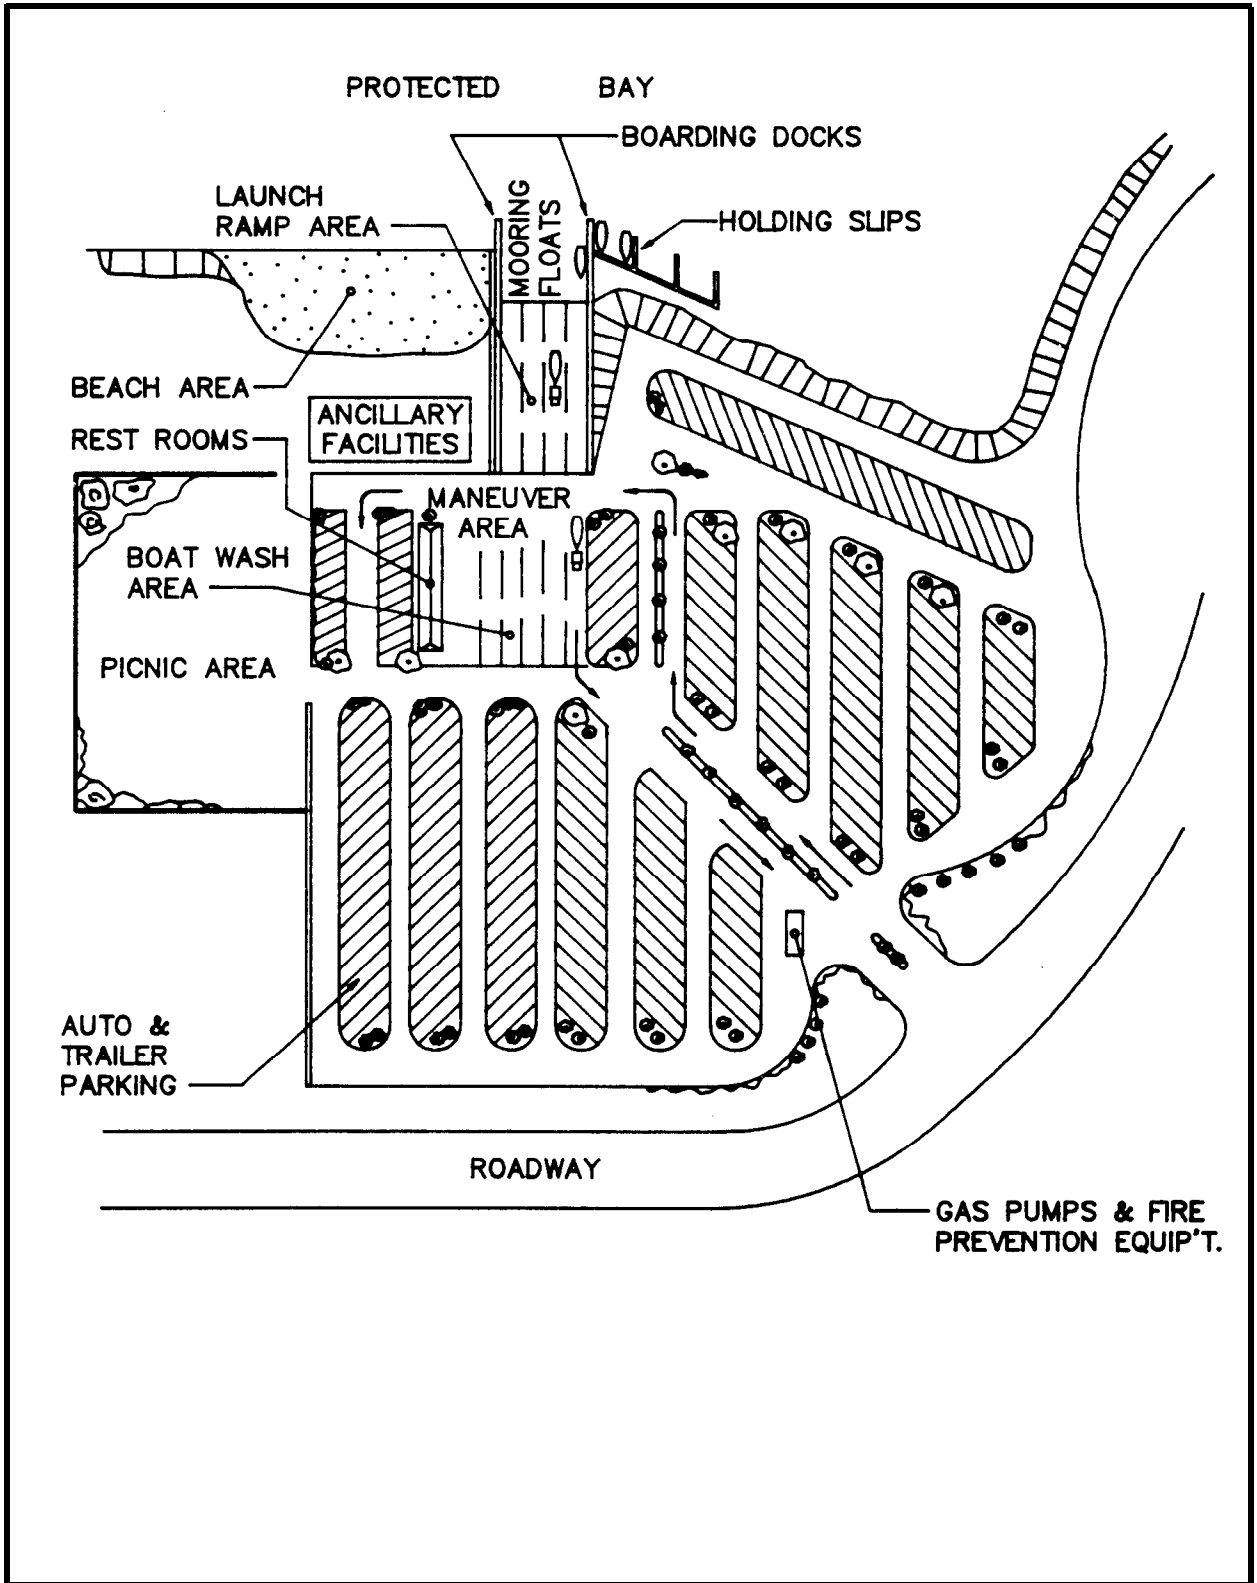 PROTECTED BAY
BOARDING DOCKS
LAUNCH
RAMP AREA
MOORING
FLOATS
HOLDING SLIPS
BEACH AREA
ANCILLARY
FACILITIES
REST ROOMS
MANEUVER
AREA
BOAT WASH
AREA
PICNIC AREA
AUTO &
TRAILER
PARKING
ROADWAY
GAS PUMPS & FIRE
PREVENTION EQUIP'T.